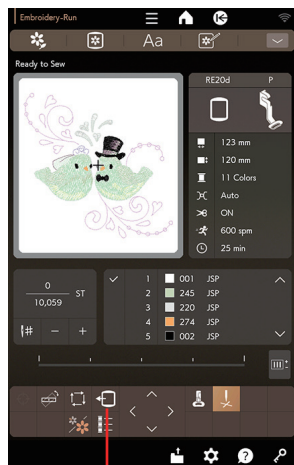 Embroidery-Run
Aa
Ready to Sew
RE20d P
123 mm
120 mm
11 Colors
Auto
ON
600 spm
25 min
0
10,059 ST
1 001 JSP
2 245 JSP
3 220 JSP
4 274 JSP
5 002 JSP
# − +
?